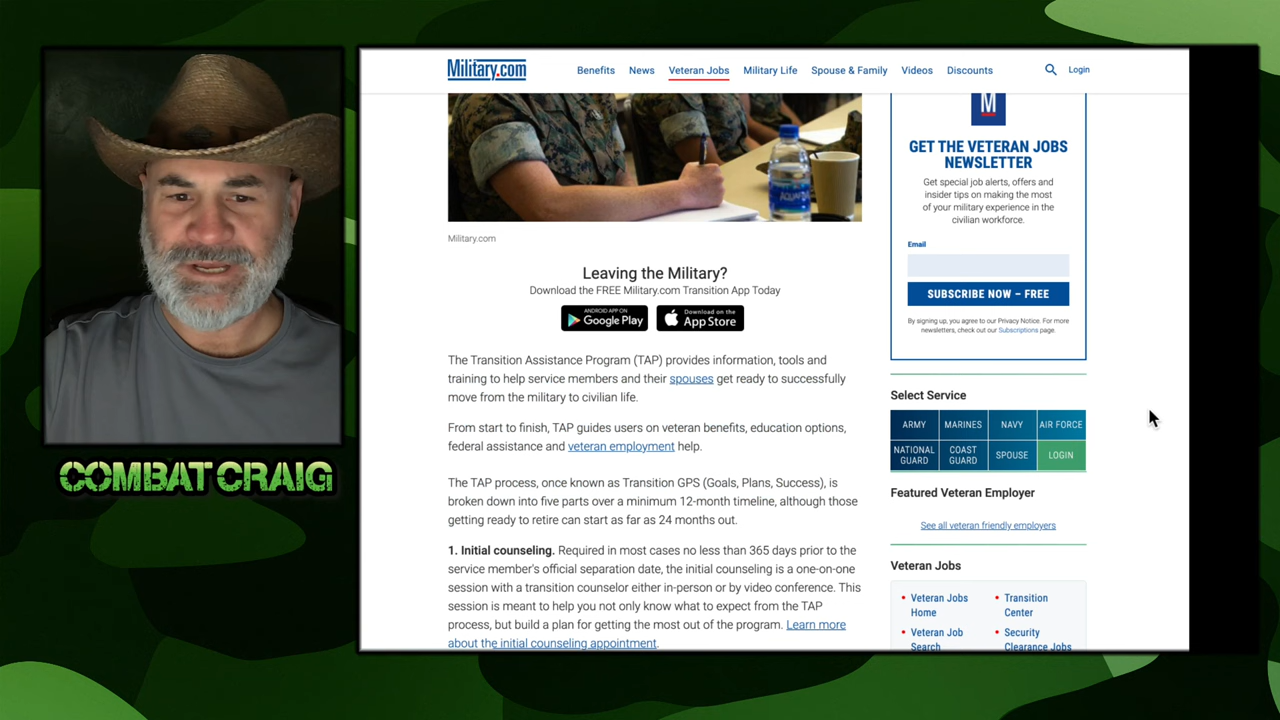 COMBAT CRAIG
Military.com
Benefits News Veteran Jobs Military Life Spouse & Family Videos Discounts Login
AQUAFINA
Military.com
Leaving the Military?
Download the FREE Military.com Transition App Today
ANDROID APP ON
Google Play
Download on the
App Store
The Transition Assistance Program (TAP) provides information, tools and
training to help service members and their spouses get ready to successfully
move from the military to civilian life.
From start to finish, TAP guides users on veteran benefits, education options,
federal assistance and veteran employment help.
The TAP process, once known as Transition GPS (Goals, Plans, Success), is
broken down into five parts over a minimum 12-month timeline, although those
getting ready to retire can start as far as 24 months out.
1. Initial counseling. Required in most cases no less than 365 days prior to the
service member's official separation date, the initial counseling is a one-on-one
session with a transition counselor either in-person or by video conference. This
session is meant to help you not only know what to expect from the TAP
process, but build a plan for getting the most out of the program. Learn more
about the initial counseling appointment.
M
GET THE VETERAN JOBS
NEWSLETTER
Get special job alerts, offers and
insider tips on making the most
of your military experience in the
civilian workforce.
Email
SUBSCRIBE NOW – FREE
By signing up, you agree to our Privacy Notice. For more
newsletters, check out our Subscriptions page.
Select Service
ARMY MARINES NAVY AIR FORCE
NATIONAL GUARD COAST GUARD SPOUSE LOGIN
Featured Veteran Employer
See all veteran friendly employers
Veteran Jobs
• Veteran Jobs
Home
• Transition
Center
• Veteran Job
Search
• Security
Clearance Jobs